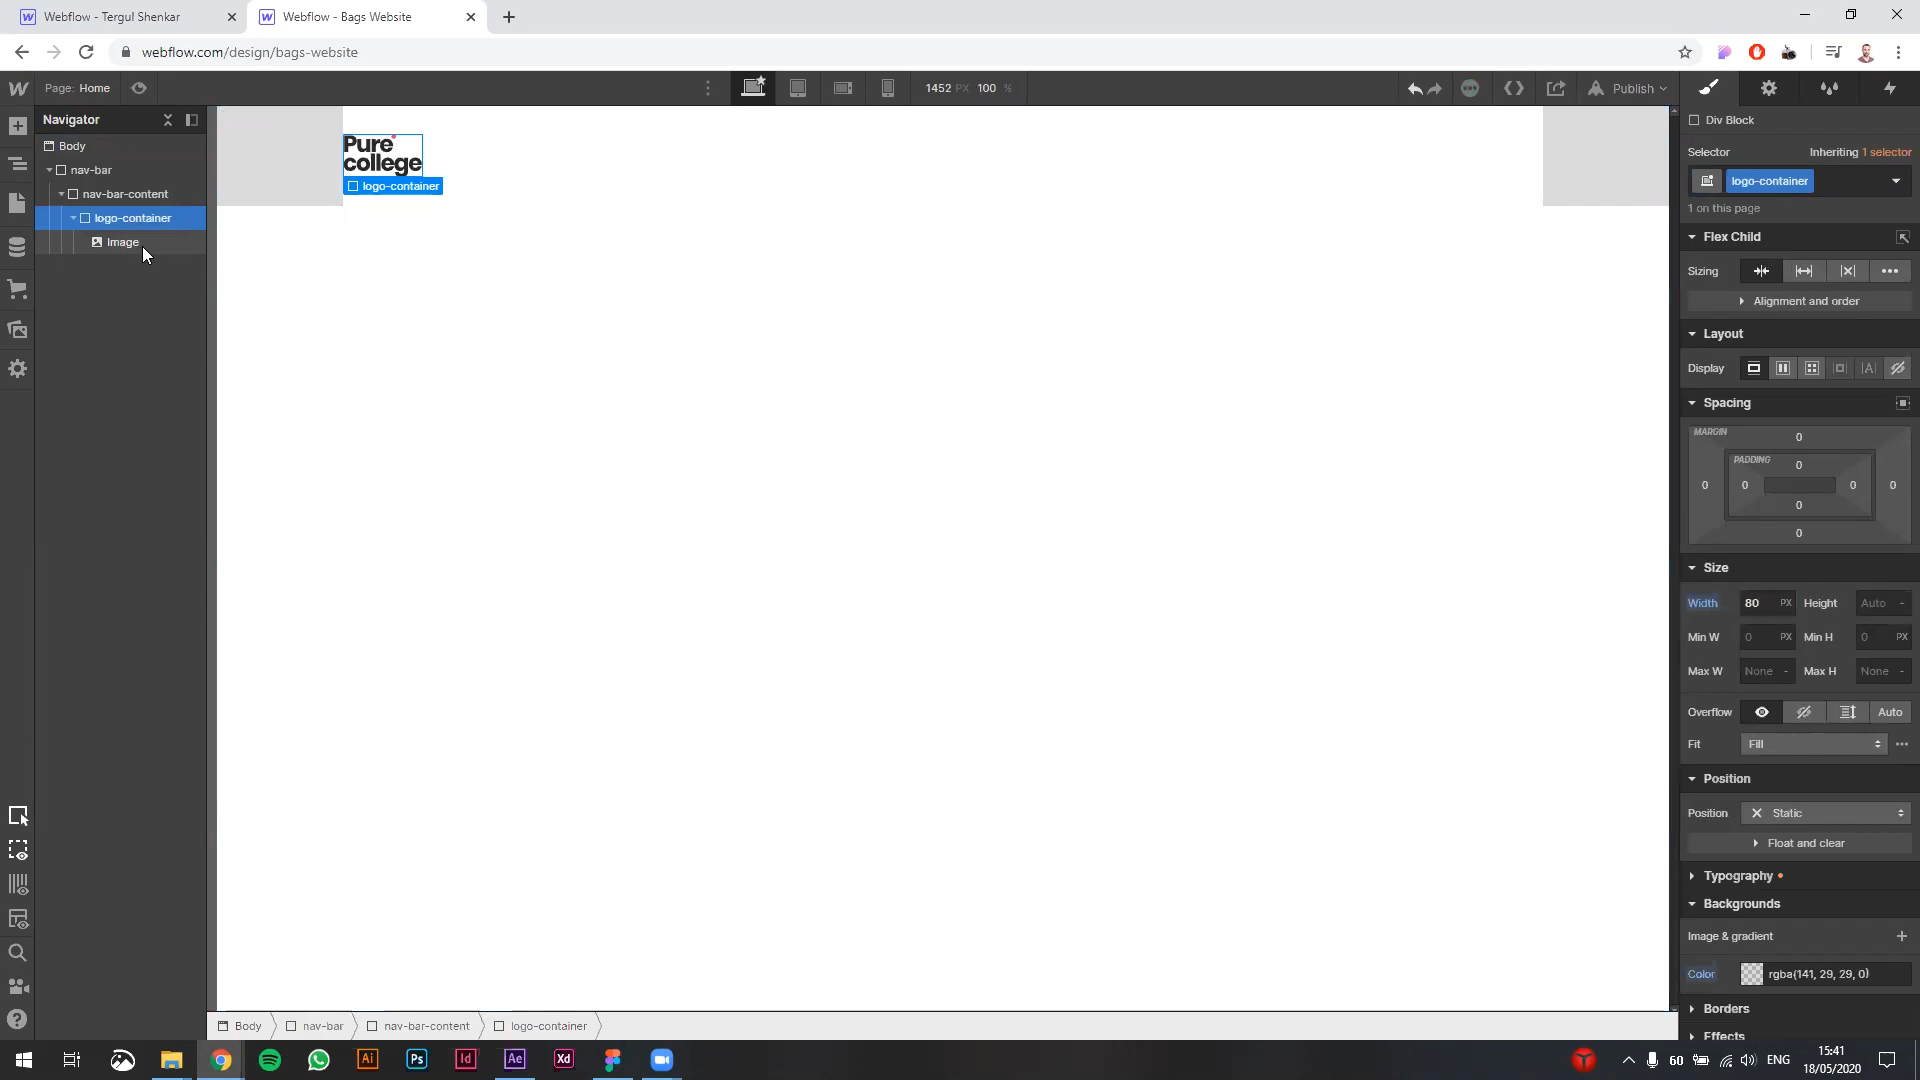 Webflow - Tergul Shenkar
Webflow - Bags Website
webflow.com/design/bags-website
Page: Home
1452 PX 100 %
Publish
Navigator
Body
nav-bar
nav-bar-content
logo-container
Image
Pure
college
logo-container
Div Block
Selector Inheriting 1 selector
logo-container
1 on this page
Flex Child
Sizing
Alignment and order
Layout
Display
Spacing
MARGIN
0
PADDING
0
0 0 0 0
0
0
Size
Width 80 PX Height Auto -
Min W 0 PX Min H 0 PX
Max W None - Max H None -
Overflow Auto
Fit Fill
Position
Position Static
Float and clear
Typography
Backgrounds
Image & gradient
Color rgba(141, 29, 29, 0)
Borders
Effects
Body nav-bar nav-bar-content logo-container
Ai Ps Id Ae Xd
60 ENG
15:41
18/05/2020